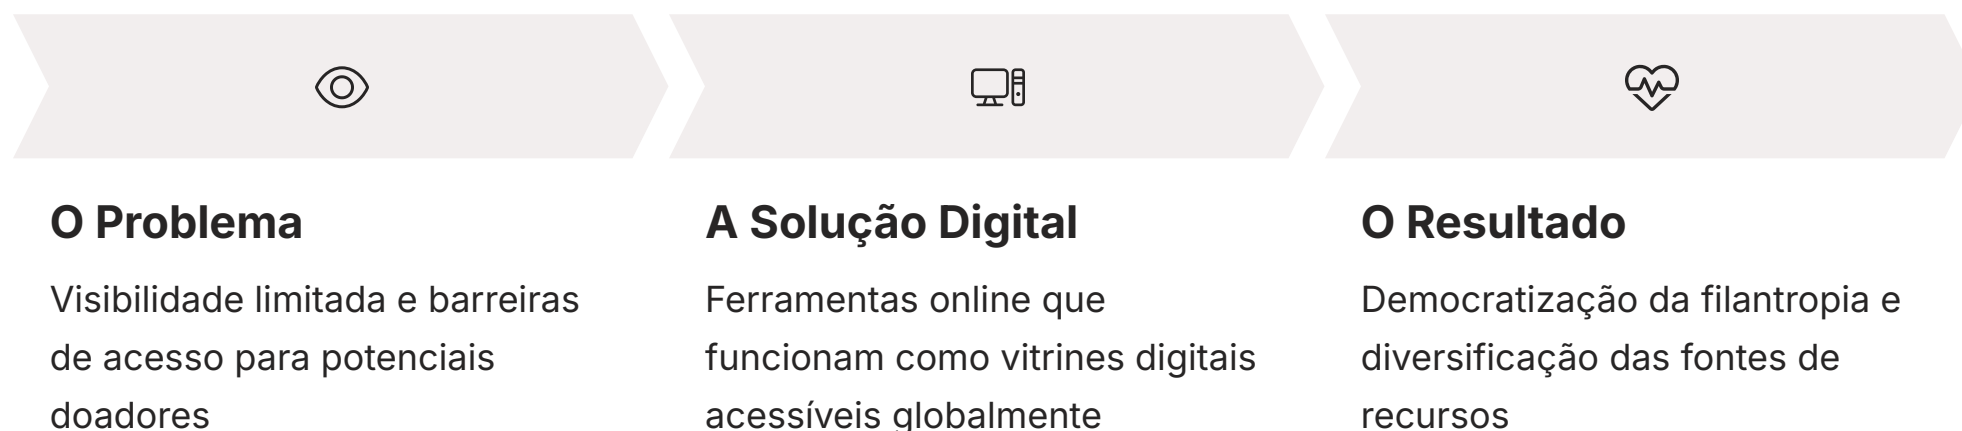 O Problema
Visibilidade limitada e barreiras
de acesso para potenciais
doadores
A Solução Digital
Ferramentas online que
funcionam como vitrines digitais
acessíveis globalmente
O Resultado
Democratização da filantropia e
diversificação das fontes de
recursos